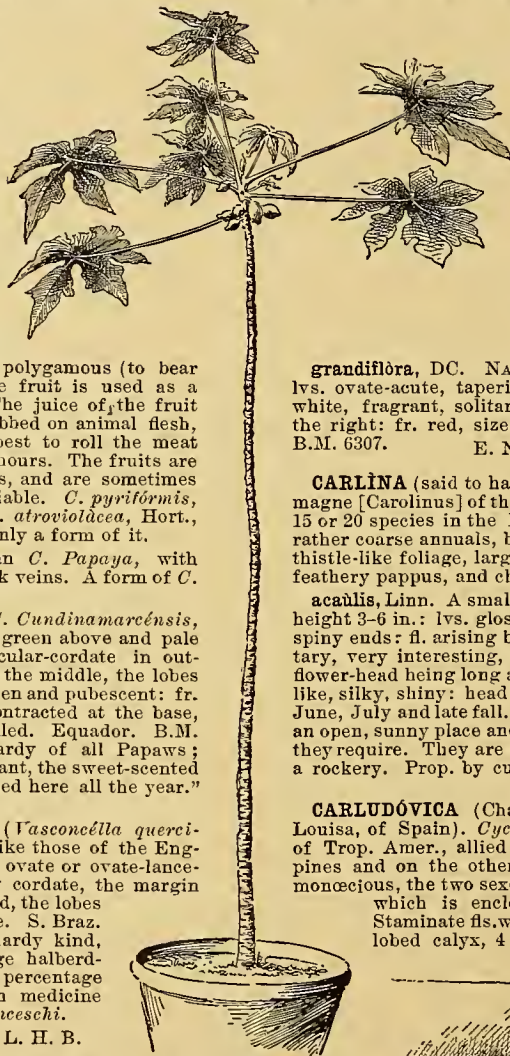 polygamous (to bear
e fruit is used as a
he juice of the fruit
bbed on animal flesh,
best to roll the meat
hours. The fruits are
s, and are sometimes
iable. C. pyrifórmis,
. atroviolàcea, Hort.,
nly a form of it.
an C. Papaya, with
k veins. A form of C.
C. Cundinamarcénsis,
green above and pale
cular-cordate in out-
the middle, the lobes
en and pubescent: fr.
ontracted at the base,
led. Equador. B.M.
ardy of all Papaws;
ant, the sweet-scented
ed here all the year."
(Vasconcélla querci-
like those of the Eng-
ovate or ovate-lance-
cordate, the margin
d, the lobes
e. S. Braz.
ardy kind,
ge halberd-
percentage
n medicine
nceschi.
L. H. B.
grandiflòra, DC. NA
lvs. ovate-acute, taperi
white, fragrant, solitar
the right: fr. red, size
B.M. 6307. E. N
CARLÌNA (said to ha
magne [Carolinus] of th
15 or 20 species in the
rather coarse annuals, b
thistle-like foliage, larg
feathery pappus, and ch
acaùlis, Linn. A smal
height 3-6 in.: lvs. glos
spiny ends: fl. arising b
tary, very interesting,
flower-head being long a
like, silky, shiny: head
June, July and late fall.
an open, sunny place an
they require. They are
a rockery. Prop. by cu
CARLUDÓVICA (Cha
Louisa, of Spain). Cyc
of Trop. Amer., allied
pines and on the other
monœcious, the two sex
which is encl
Staminate fls. w
lobed calyx, 4